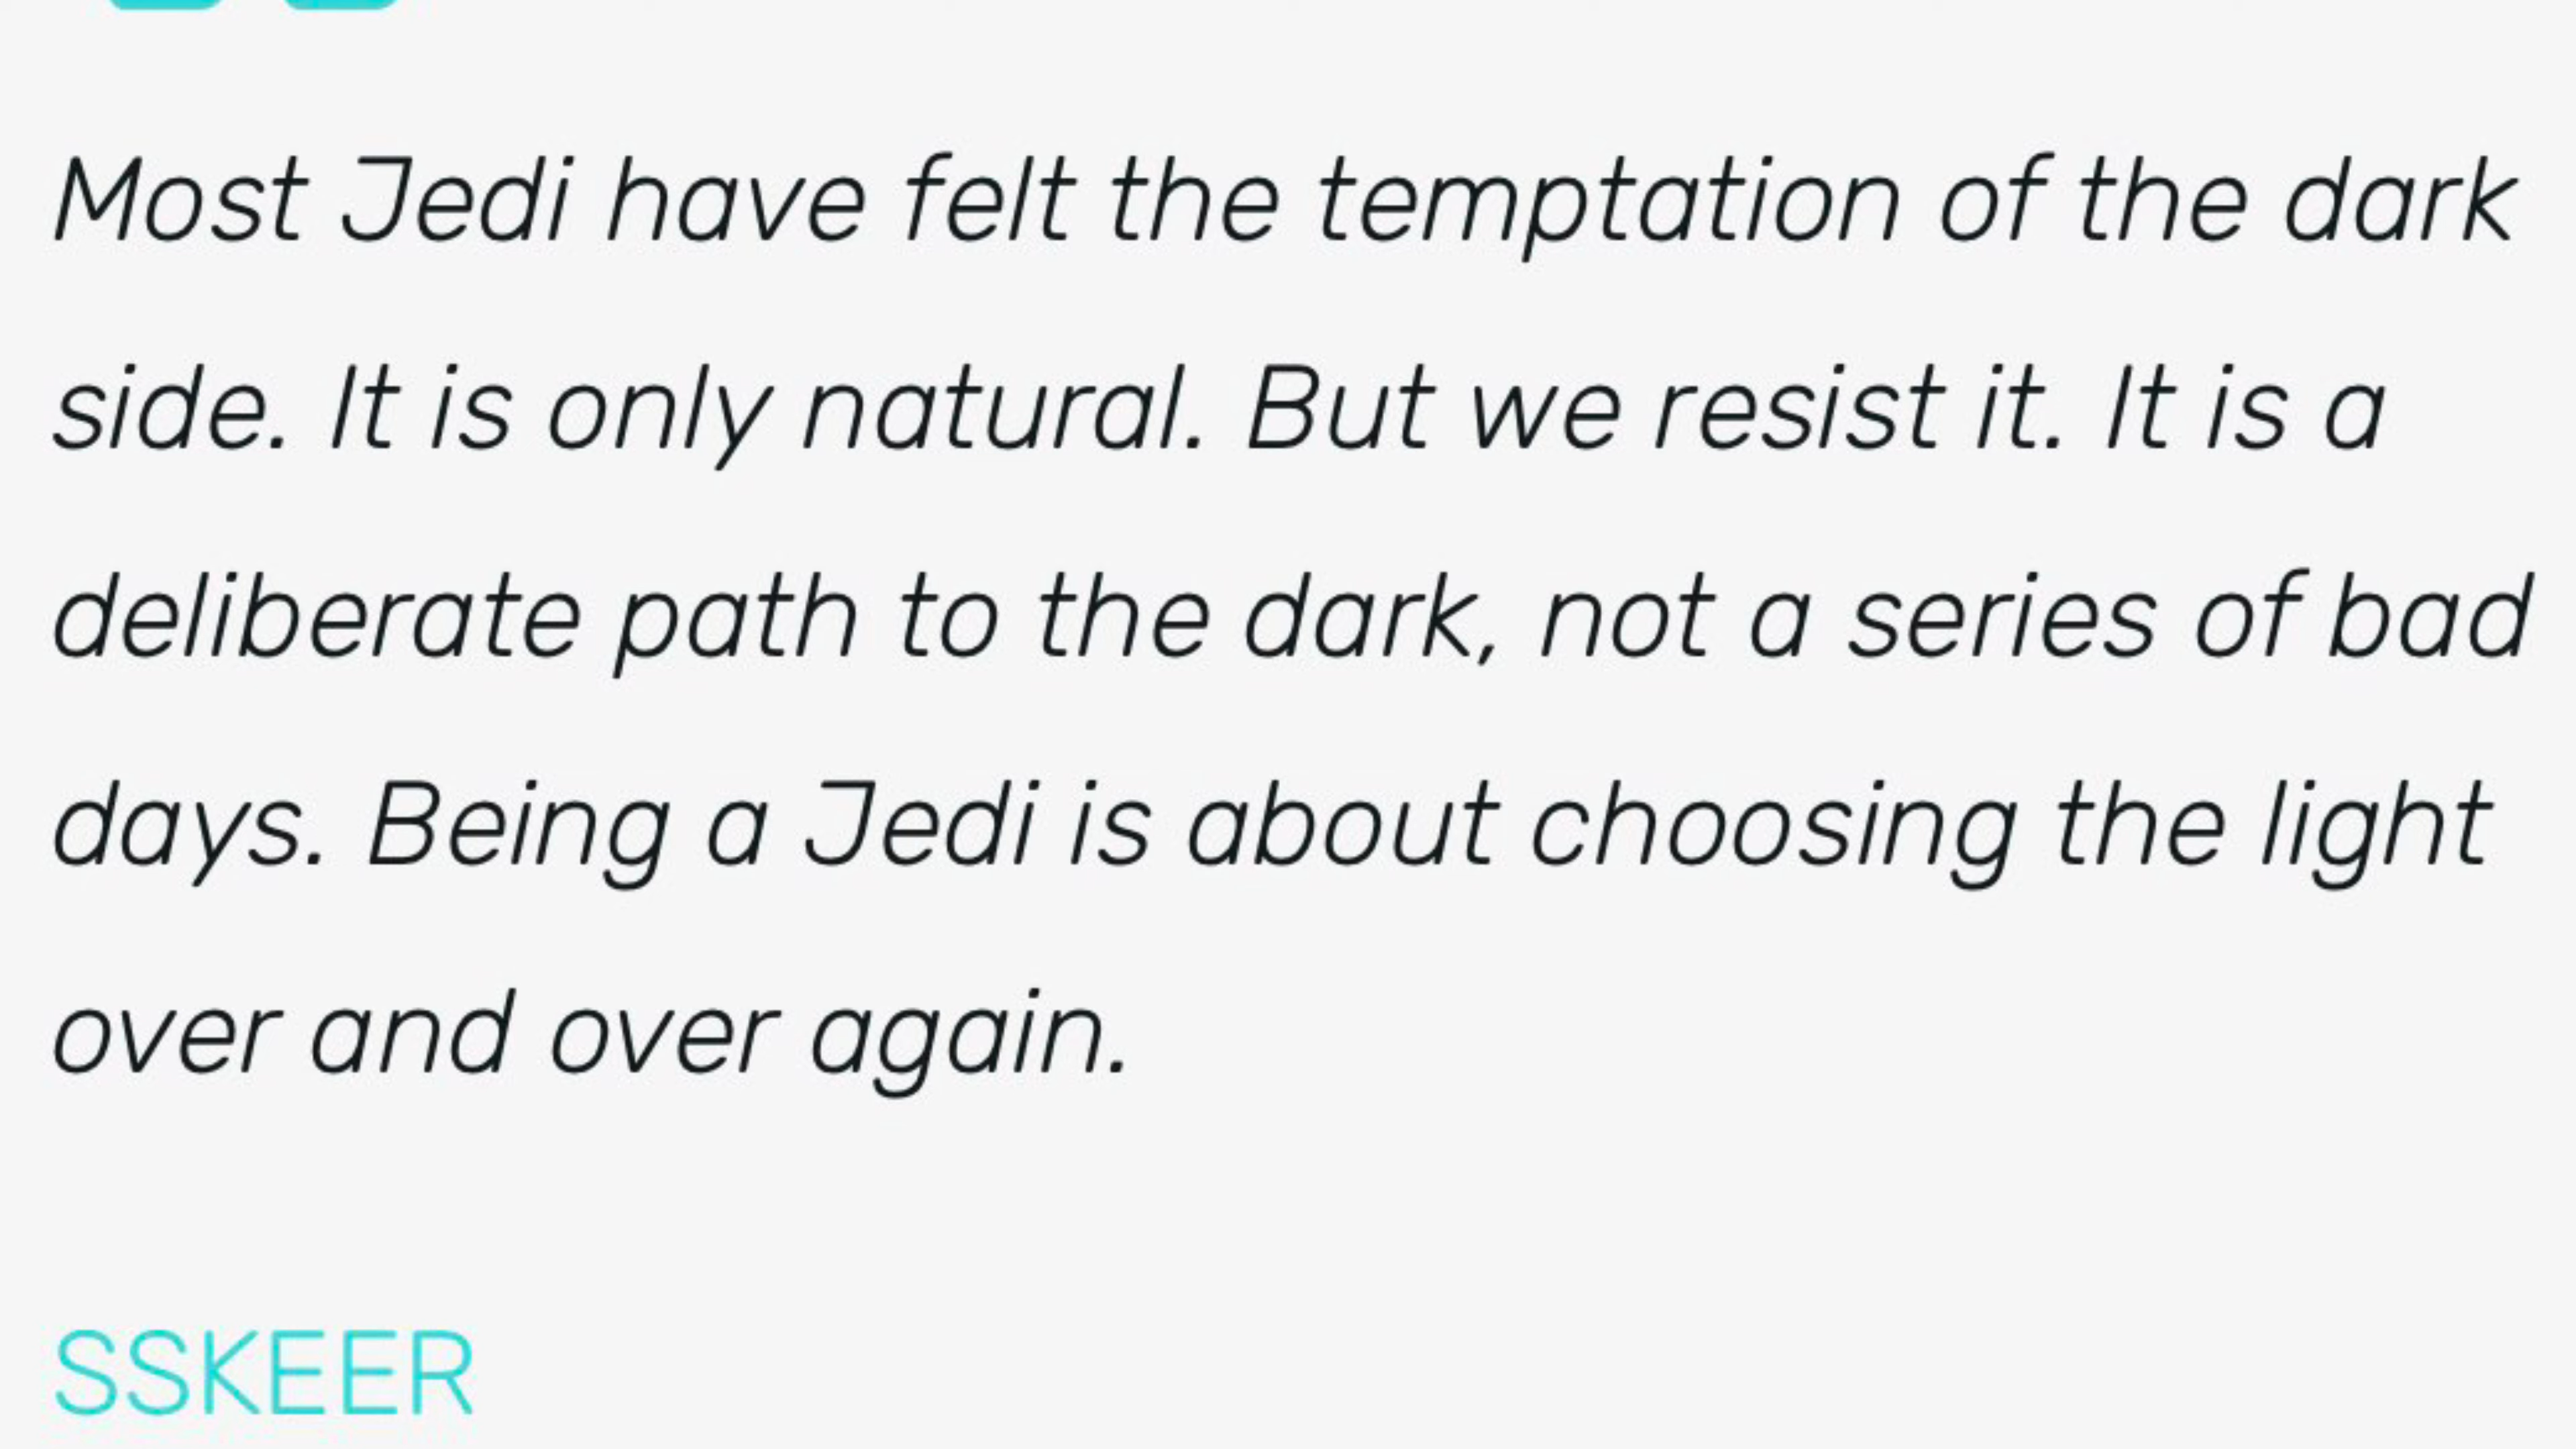 Most Jedi have felt the temptation of the dark
side. It is only natural. But we resist it. It is a
deliberate path to the dark, not a series of bad
days. Being a Jedi is about choosing the light
over and over again.
SSKEER